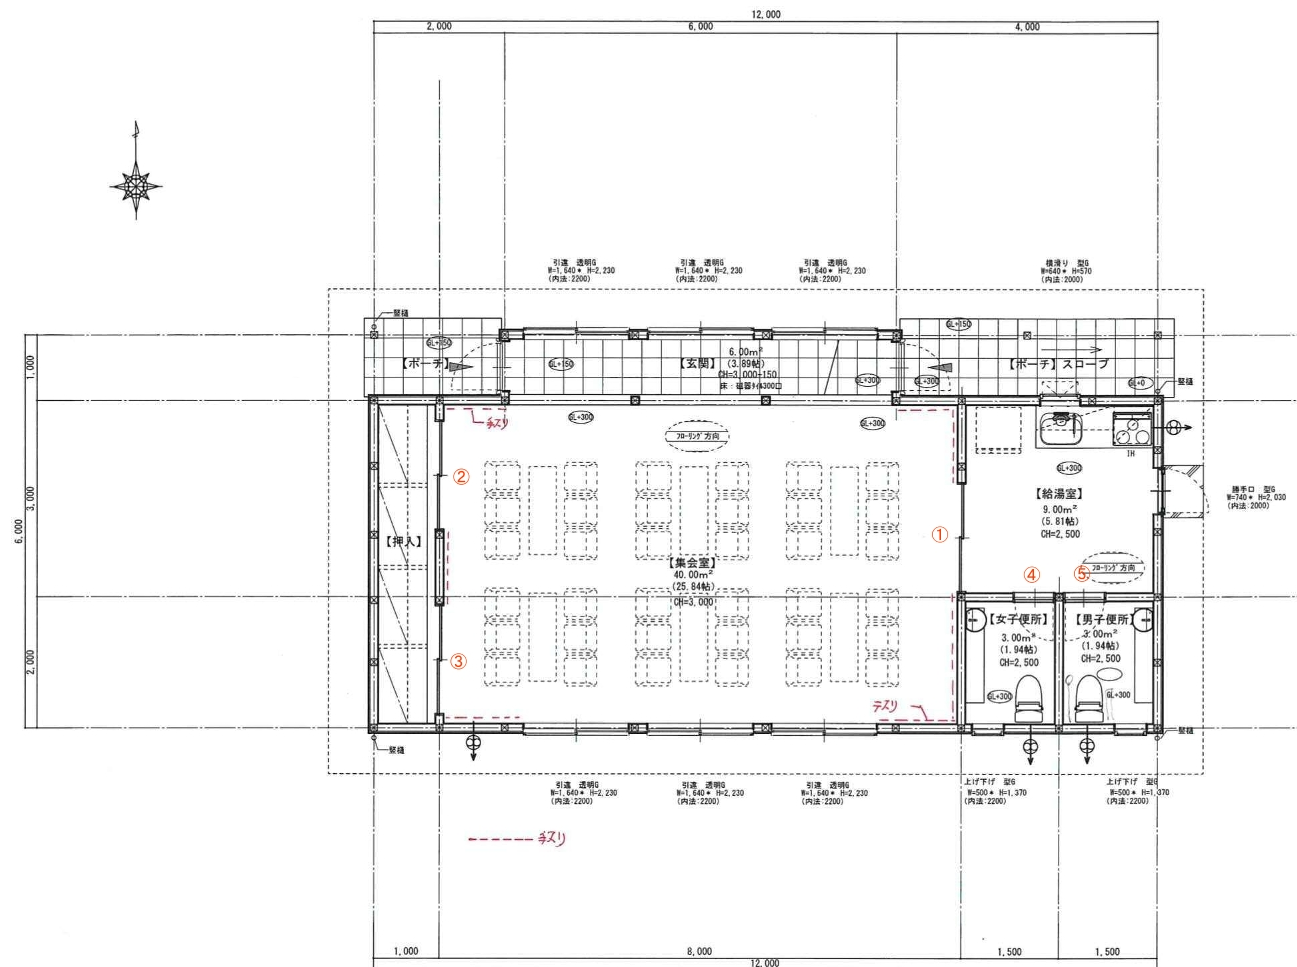 12,000
2,000
6,000
4,000
引違 透明G
W=1,640* H=2,230
(内法:2200)
引違 透明G
W=1,640* H=2,230
(内法:2200)
引違 透明G
W=1,640* H=2,230
(内法:2200)
横滑り 型G
W=640* H=570
(内法:2000)
竪樋
GL+150
【ポーチ】
GL+150
6.00m²
【玄関】
(3.89帖)
CH=3,000-150
床：磁器タイル300口
GL+300
GL+300
GL+150
【ポーチ】スロープ
GL+0
竪樋
1,000
3,000
2,000
6,000
テスリ
GL+300
フローリング方向
GL+300
IH
GL+300
【給湯室】
9.00m²
(5.81帖)
CH=2,500
フローリング方向
勝手口 型G
W=740* H=2,030
(内法:2000)
②
①
【押入】
【集会室】
40.00m²
(25.84帖)
CH=3,000
④
⑤
③
【女子便所】
3.00m²
(1.94帖)
CH=2,500
GL+300
【男子便所】
3.00m²
(1.94帖)
CH=2,500
GL+300
テスリ
竪樋
竪樋
引違 透明G
W=1,640* H=2,230
(内法:2200)
引違 透明G
W=1,640* H=2,230
(内法:2200)
引違 透明G
W=1,640* H=2,230
(内法:2200)
上げ下げ 型G
W=500* H=1,370
(内法:2200)
上げ下げ 型G
W=500* H=1,370
(内法:2200)
テスリ
1,000
8,000
1,500
1,500
12,000